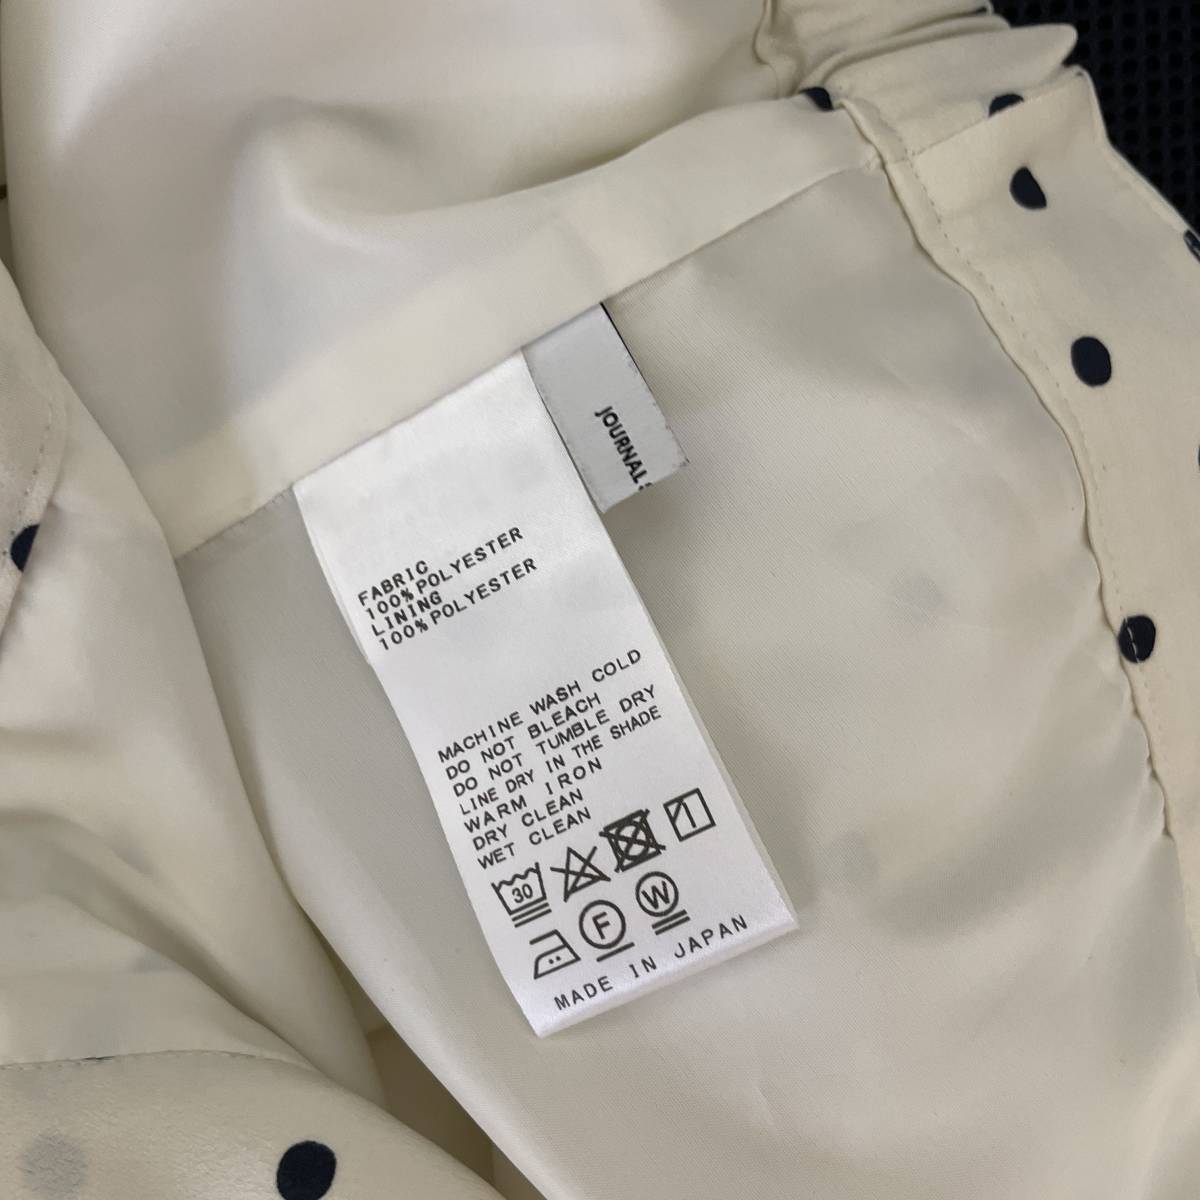 JOURNAL
FABRIC
100%POLYESTER
LINING
100%POLYESTER
MACHINE WASH COLD
DO NOT BLEACH
DO NOT TUMBLE DRY
LINE DRY IN THE SHADE
WARM IRON
DRY CLEAN
WET CLEAN
30
F W
MADE IN JAPAN